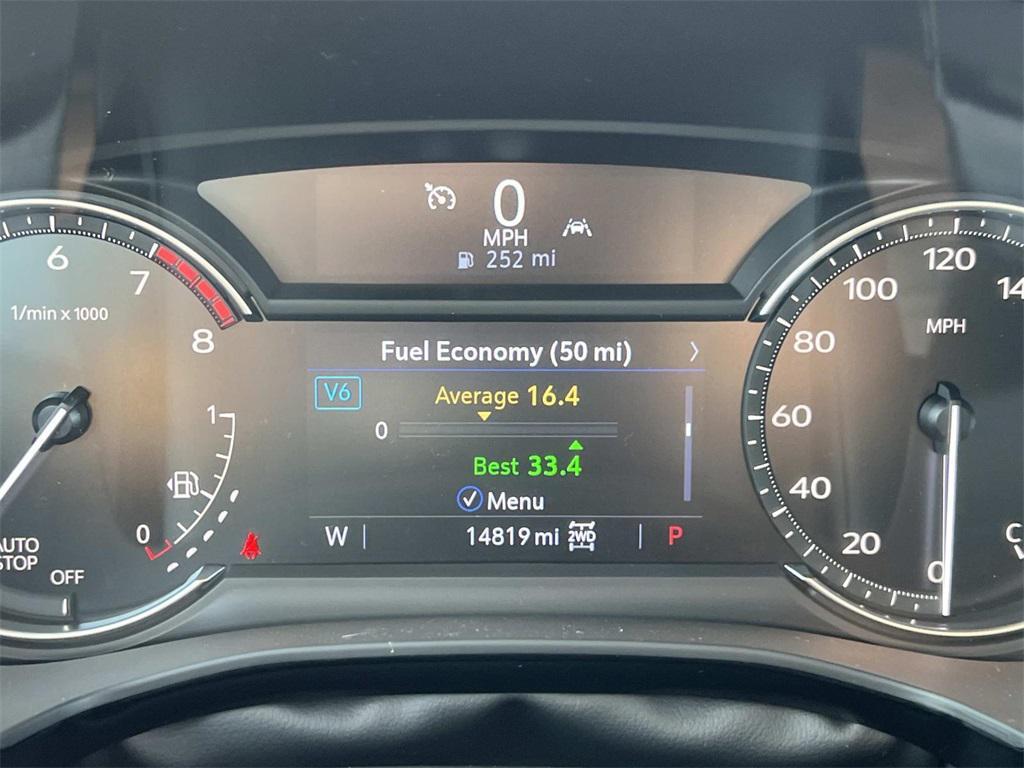 0
MPH
252 mi
6
7
8
1/min x 1000
1
0
AUTO
STOP
OFF
Fuel Economy (50 mi)
V6
Average 16.4
0
Best 33.4
Menu
W
14819 mi
2WD
P
120
100
80
60
40
20
0
MPH
C